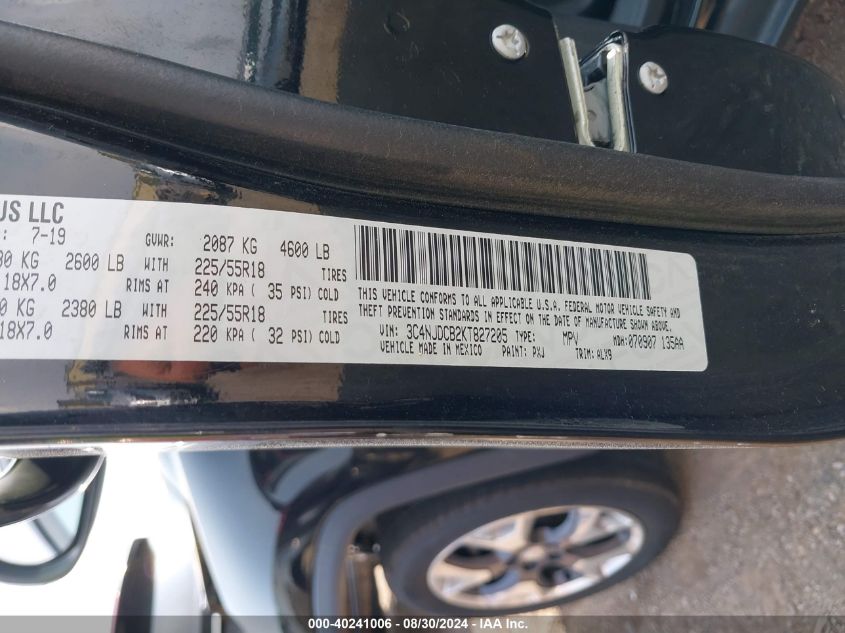 US LLC
: 7-19 GVWR: 2087 KG 4600 LB
KG 2600 LB WITH 225/55R18 TIRES
18X7.0 RIMS AT 240 KPA ( 35 PSI) COLD
0 KG 2380 LB WITH 225/55R18 TIRES
18X7.0 RIMS AT 220 KPA ( 32 PSI) COLD
THIS VEHICLE CONFORMS TO ALL APPLICABLE U.S.A. FEDERAL MOTOR VEHICLE SAFETY AND
THEFT PREVENTION STANDARDS IN EFFECT ON THE DATE OF MANUFACTURE SHOWN ABOVE.
VIN: 3C4NJDCB2KT827205 TYPE: MPV MDH: 070907 135AA
VEHICLE MADE IN MEXICO PAINT: PXJ TRIM: ALX9
000-40241006 - 08/30/2024 - IAA Inc.